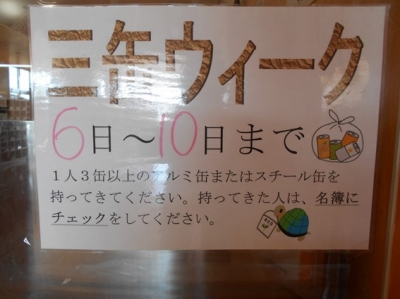 三缶ウィーク
6日～10日まで
1人3缶以上のアルミ缶またはスチール缶を
持ってきてください。持ってきた人は、名簿に
チェックをしてください。